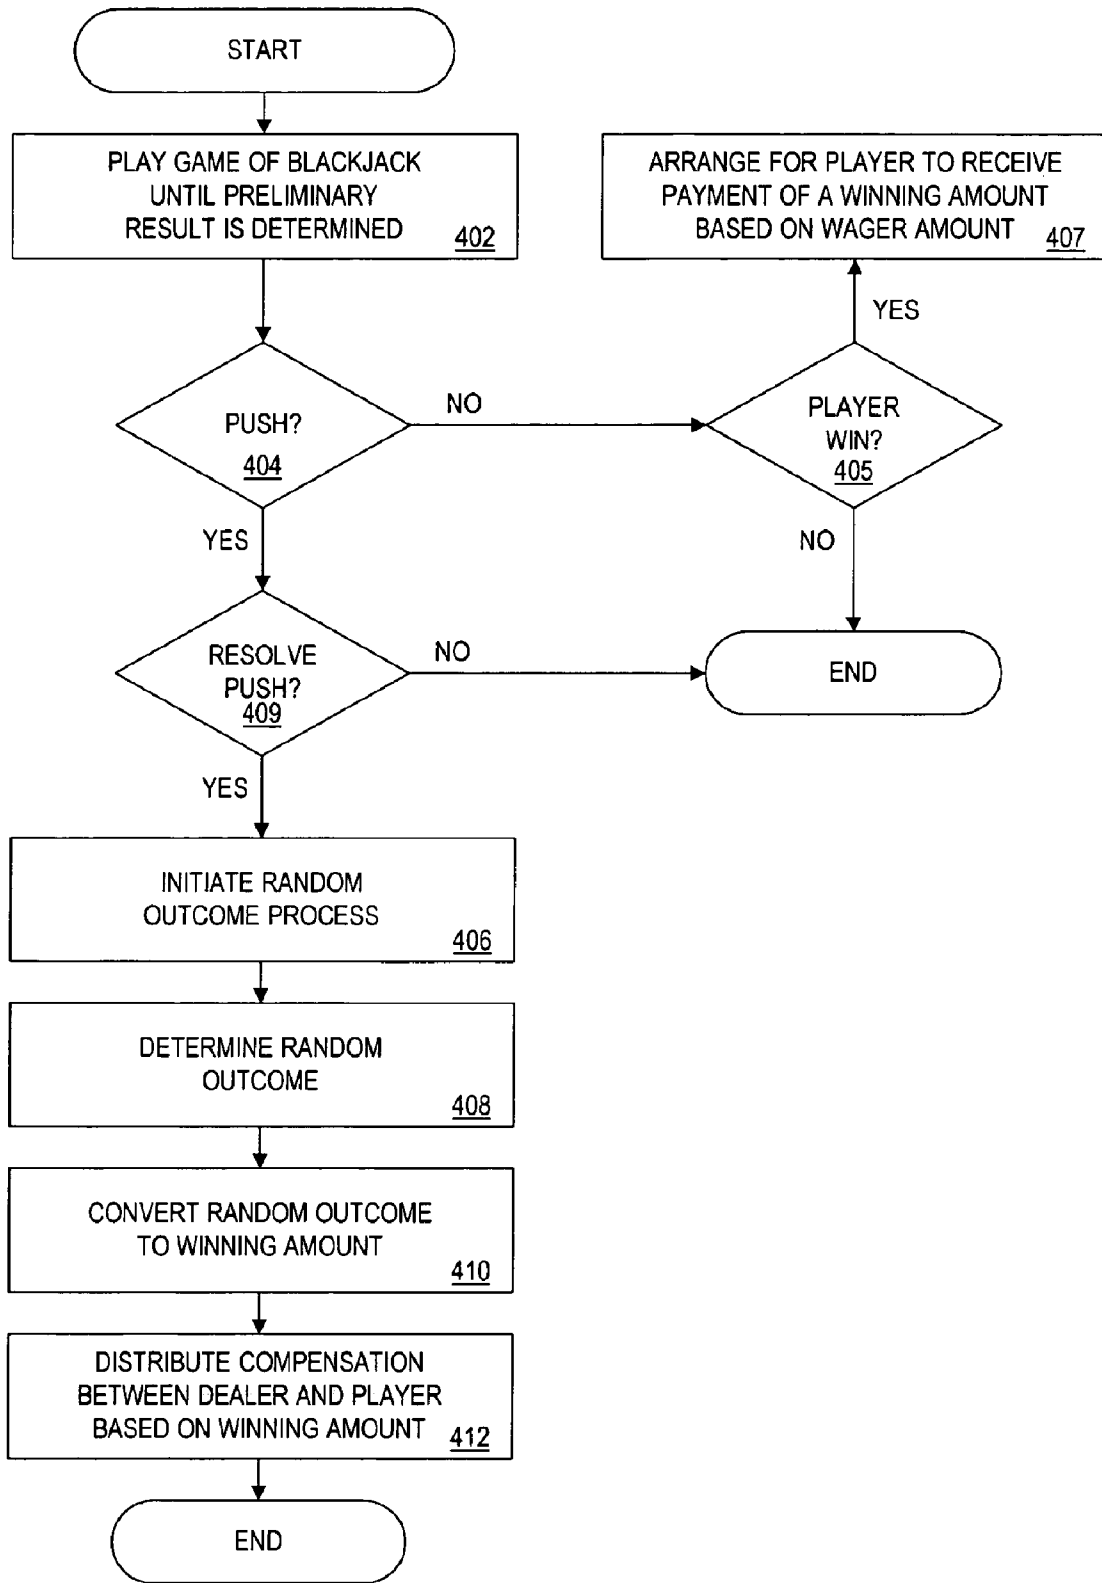 START
PLAY GAME OF BLACKJACK
UNTIL PRELIMINARY
RESULT IS DETERMINED
402
ARRANGE FOR PLAYER TO RECEIVE
PAYMENT OF A WINNING AMOUNT
BASED ON WAGER AMOUNT
407
YES
PUSH?
404
NO
PLAYER
WIN?
405
YES
NO
RESOLVE
PUSH?
409
NO
END
YES
INITIATE RANDOM
OUTCOME PROCESS
406
DETERMINE RANDOM
OUTCOME
408
CONVERT RANDOM OUTCOME
TO WINNING AMOUNT
410
DISTRIBUTE COMPENSATION
BETWEEN DEALER AND PLAYER
BASED ON WINNING AMOUNT
412
END